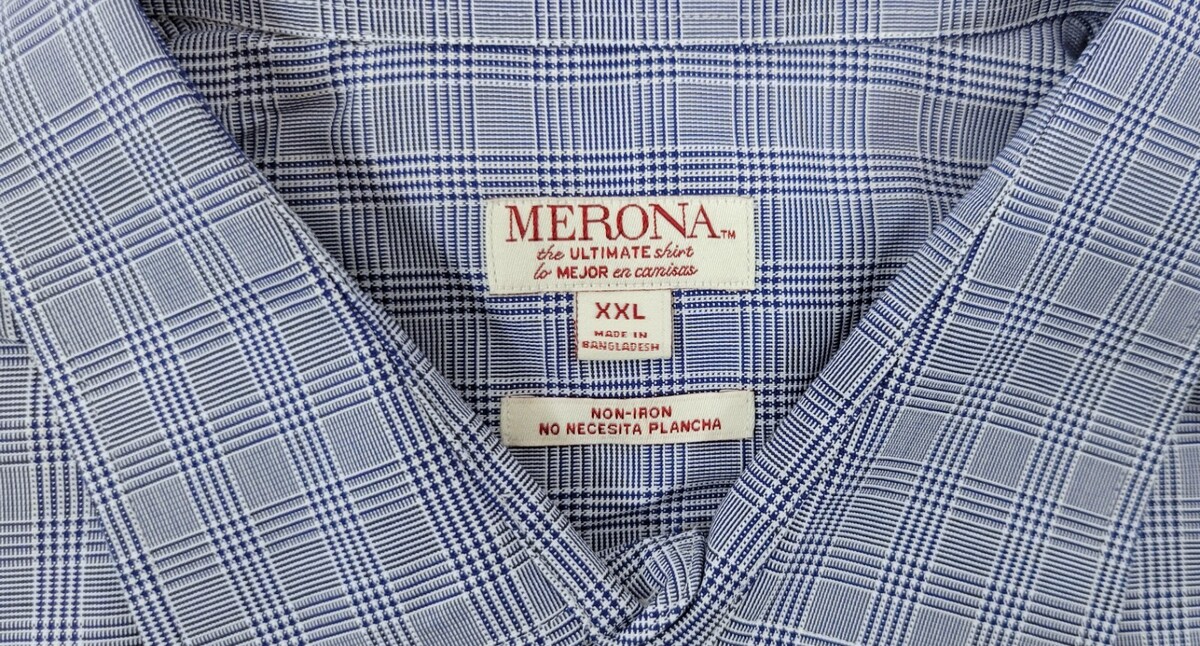 MERONA™
the ULTIMATE shirt
lo MEJOR en camisas
XXL
MADE IN
BANGLADESH
NON-IRON
NO NECESITA PLANCHA